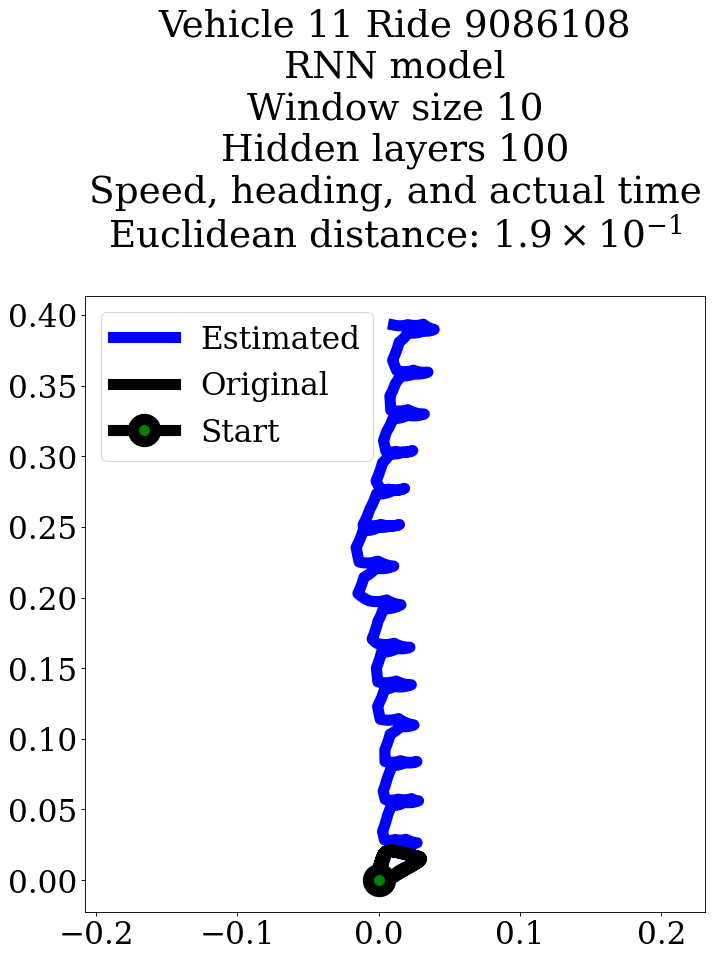 Vehicle 11 Ride 9086108
RNN model
Window size 10
Hidden layers 100
Speed, heading, and actual time
Euclidean distance: 1.9 × 10⁻¹
0.40
0.35
0.30
0.25
0.20
0.15
0.10
0.05
0.00
Estimated
Original
Start
−0.2
−0.1
0.0
0.1
0.2